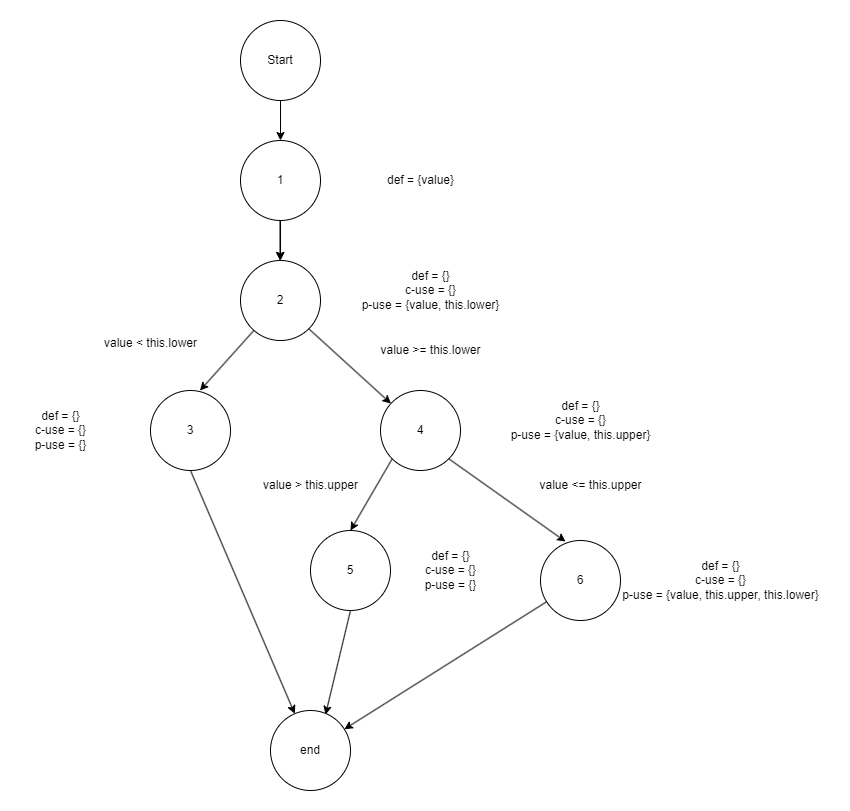 Start
1
def = {value}
2
def = {}
c-use = {}
p-use = {value, this.lower}
value < this.lower
value >= this.lower
def = {}
c-use = {}
p-use = {}
3
4
def = {}
c-use = {}
p-use = {value, this.upper}
value > this.upper
value <= this.upper
5
def = {}
c-use = {}
p-use = {}
6
def = {}
c-use = {}
p-use = {value, this.upper, this.lower}
end